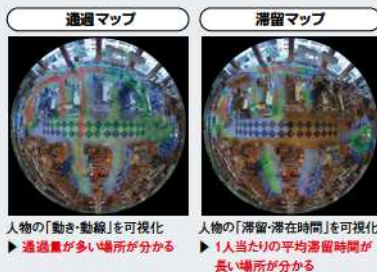 通過マップ
滞留マップ
人物の「動き・動線」を可視化
▶ 通過量が多い場所が分かる
人物の「滞留・滞在時間」を可視化
▶ 1人当たりの平均滞留時間が
長い場所が分かる